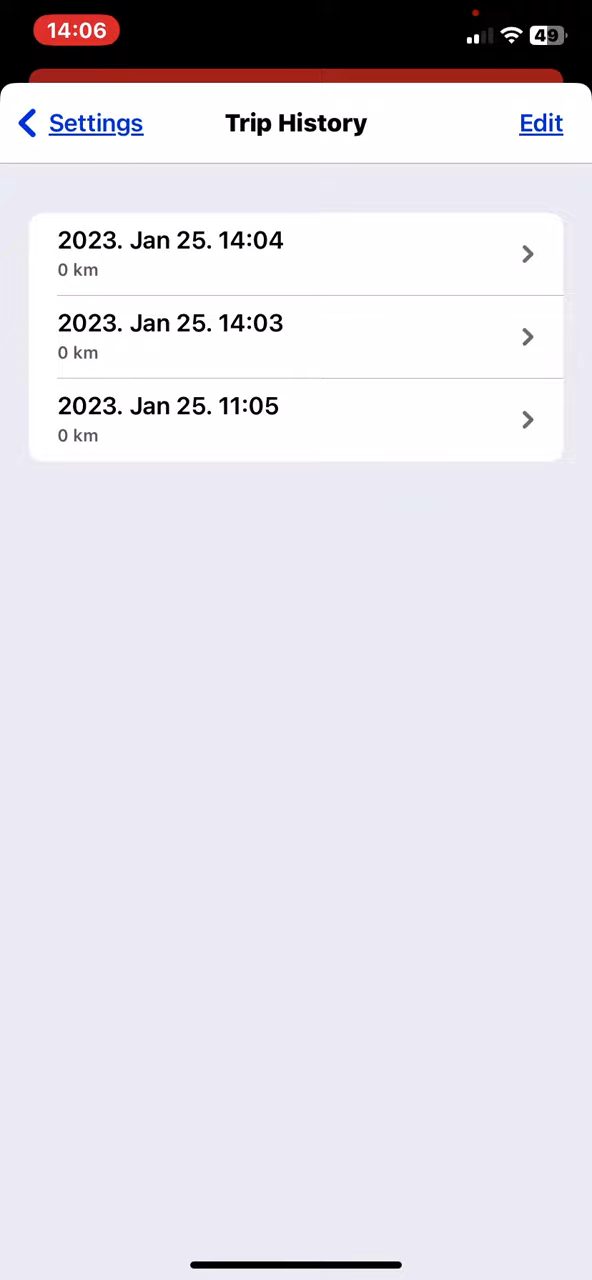 14:06
49
Settings
Trip History
Edit
2023. Jan 25. 14:04
0 km
2023. Jan 25. 14:03
0 km
2023. Jan 25. 11:05
0 km